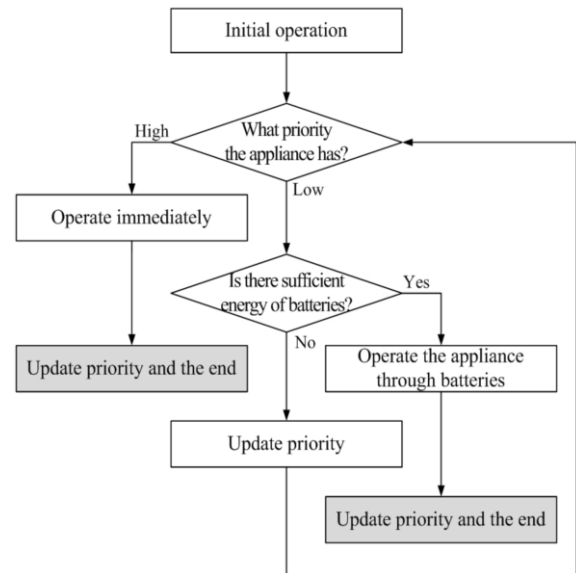 Initial operation
What priority
the appliance has?
High
Low
Operate immediately
Is there sufficient
energy of batteries?
Yes
No
Update priority and the end
Operate the appliance
through batteries
Update priority
Update priority and the end